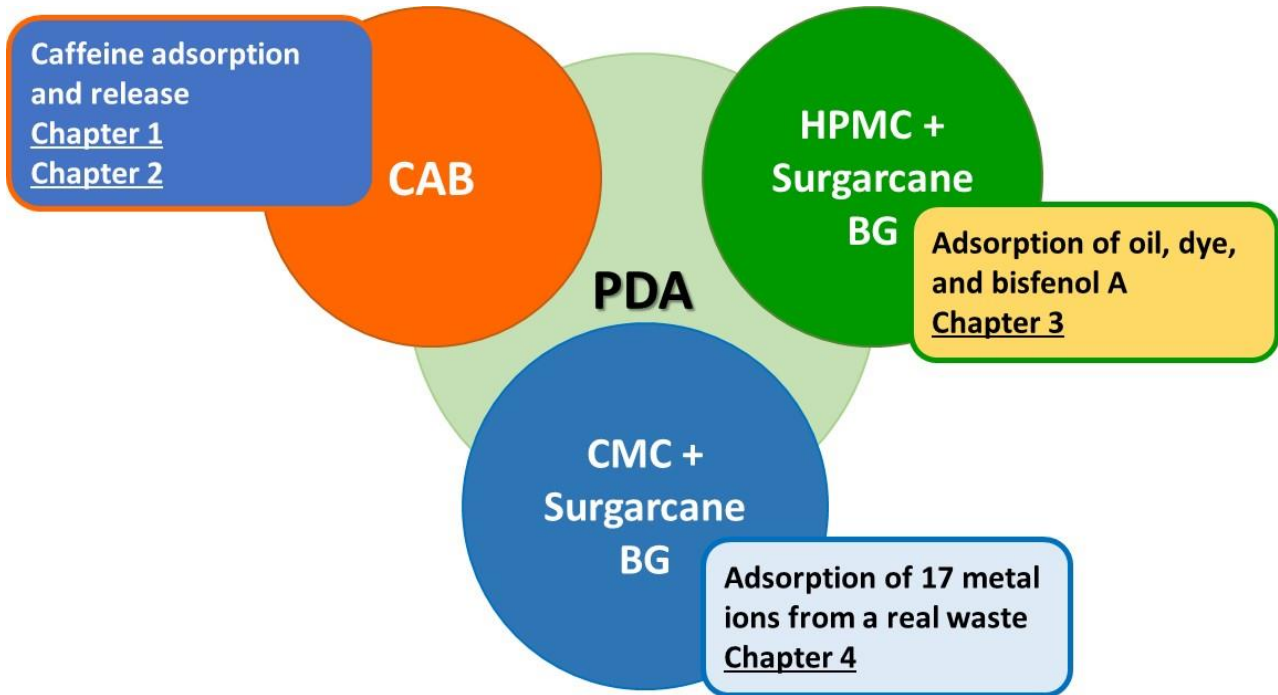 Caffeine adsorption
and release
Chapter 1
Chapter 2
CAB
HPMC +
Surgarcane
BG
Adsorption of oil, dye,
and bisfenol A
Chapter 3
PDA
CMC +
Surgarcane
BG
Adsorption of 17 metal
ions from a real waste
Chapter 4